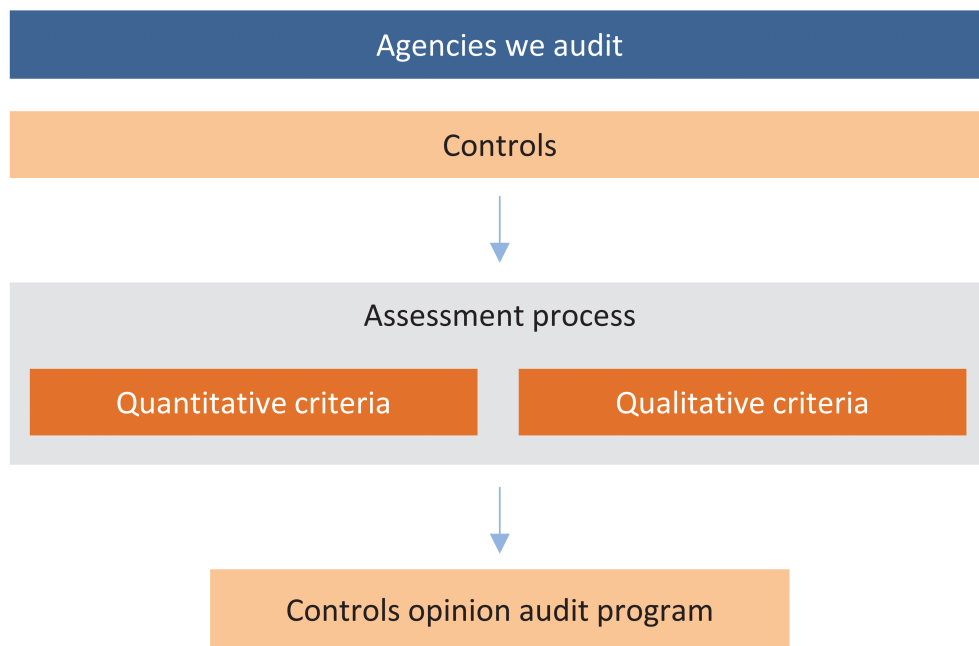 Agencies we audit
Controls
Assessment process
Quantitative criteria
Qualitative criteria
Controls opinion audit program